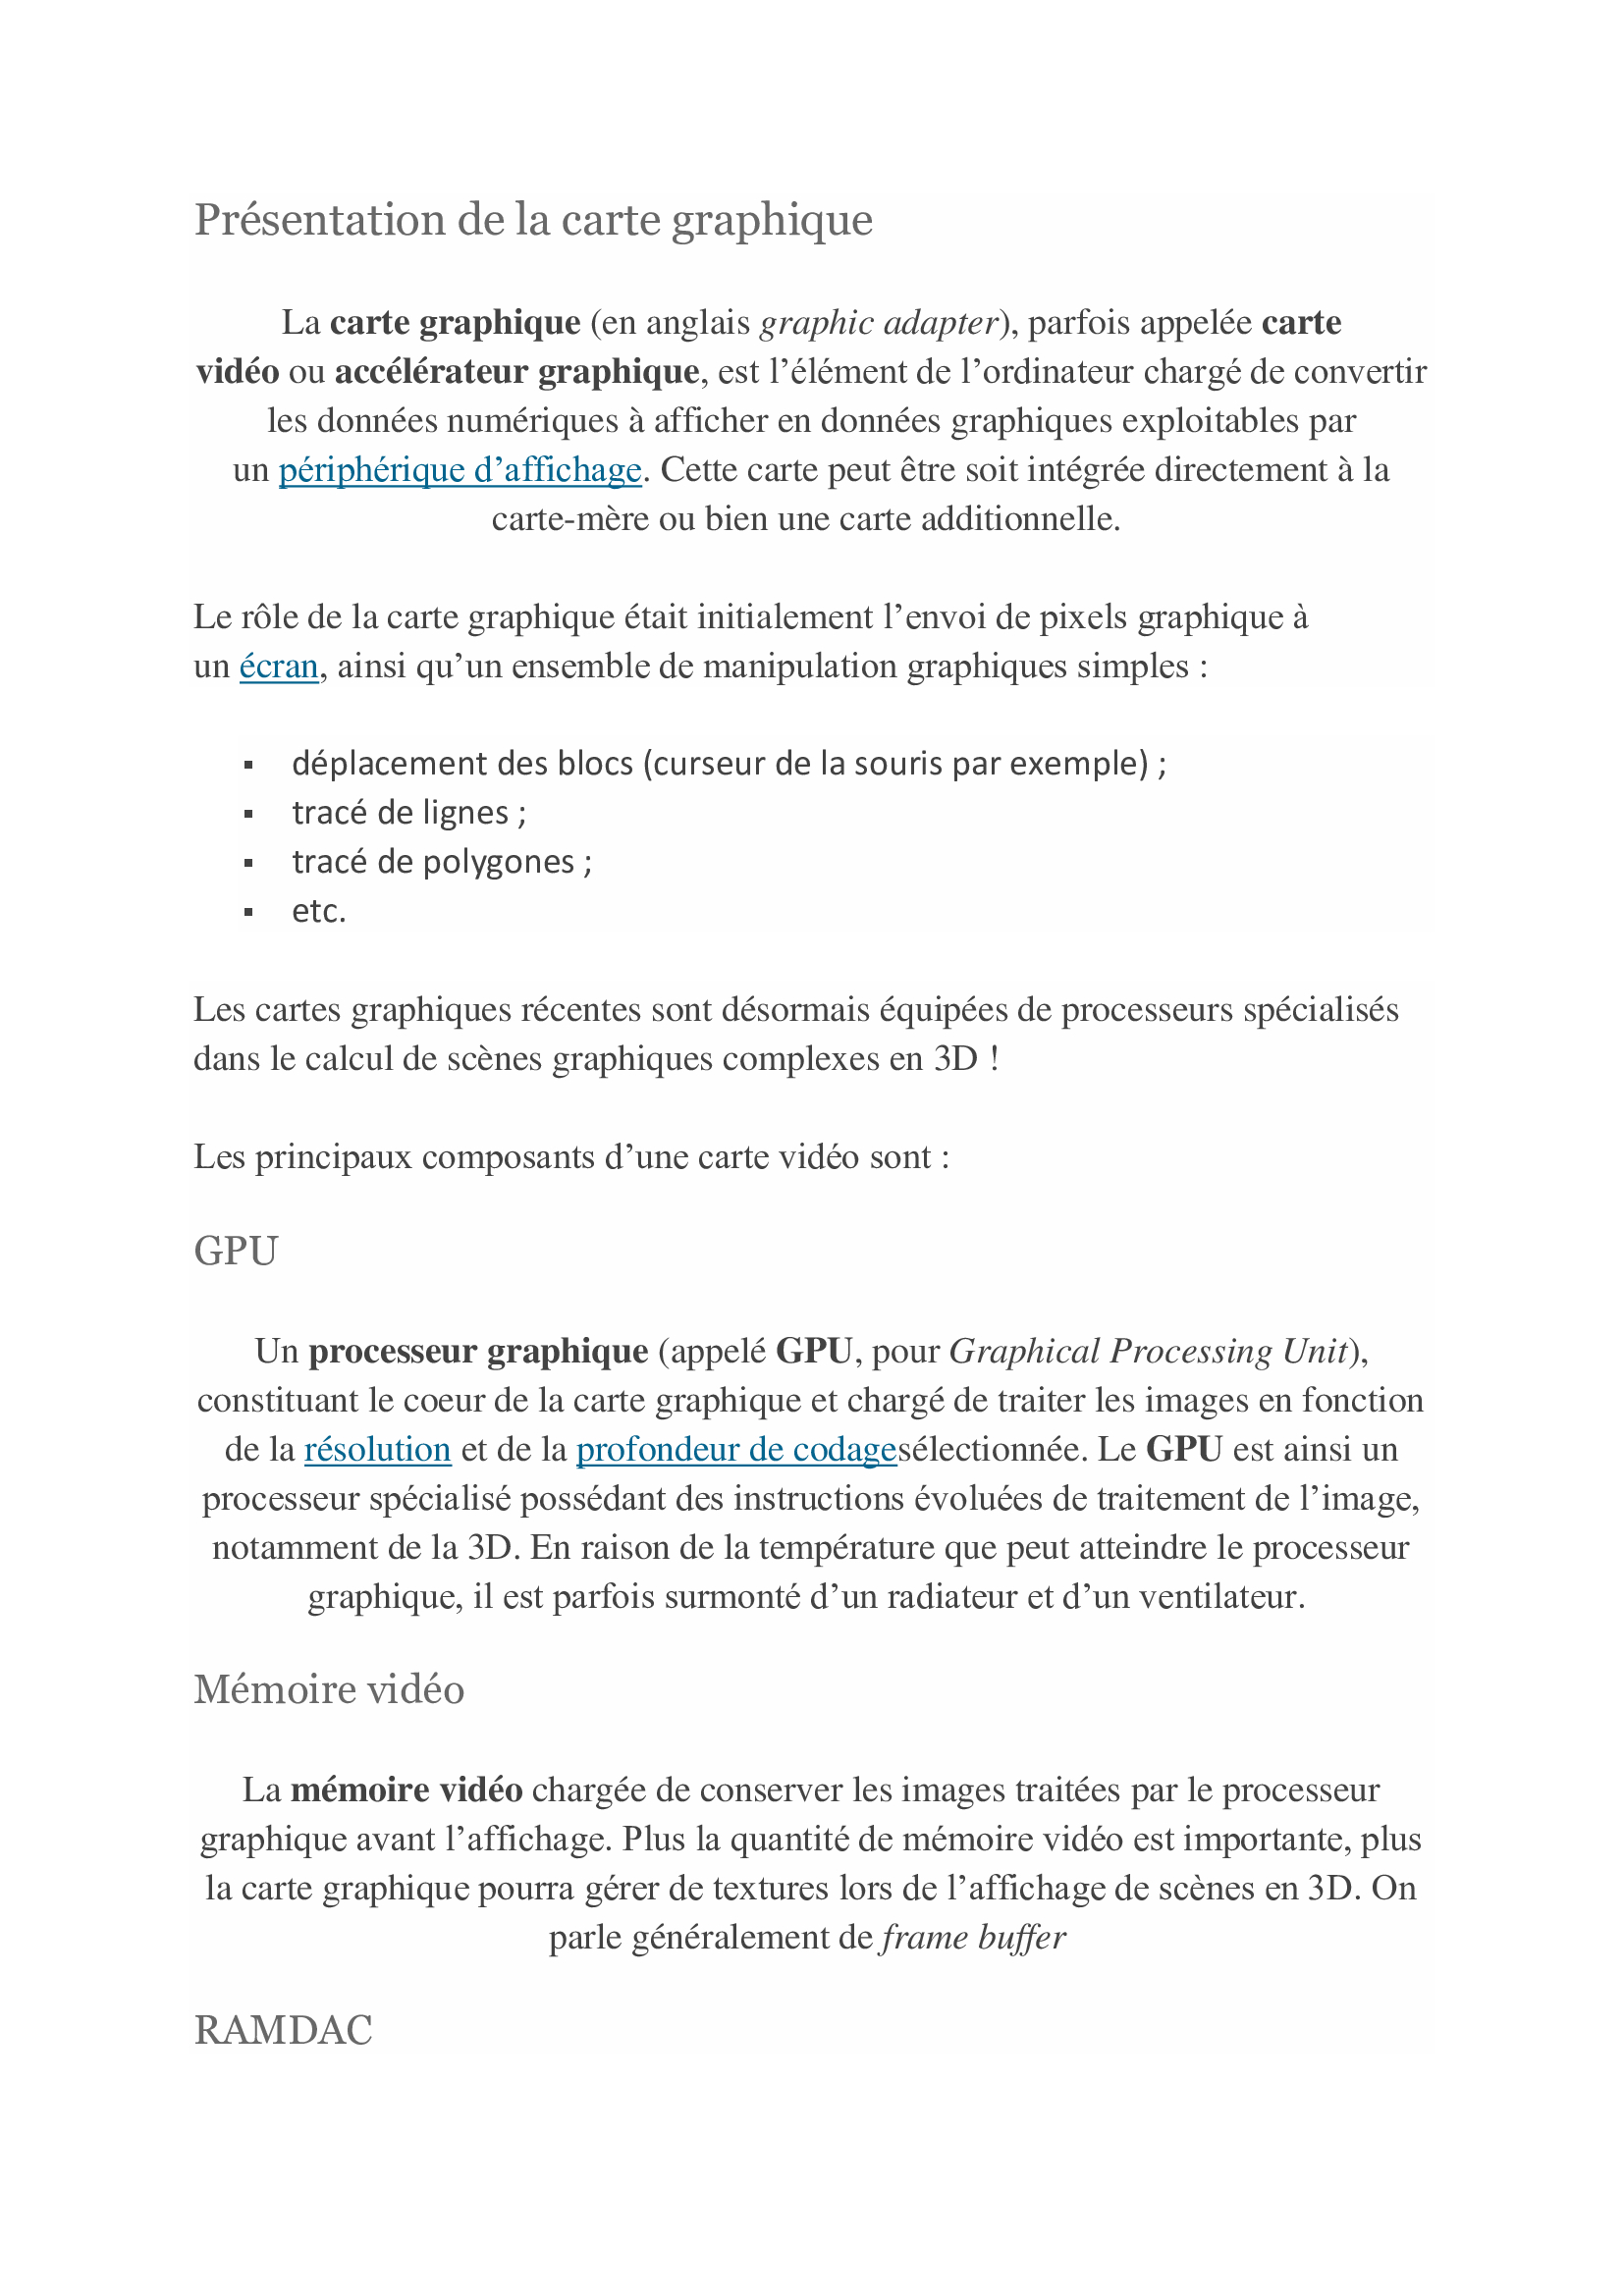 Présentation de la carte graphique
La carte graphique (en anglais graphic adapter), parfois appelée carte
vidéo ou accélérateur graphique, est l’élément de l’ordinateur chargé de convertir
les données numériques à afficher en données graphiques exploitables par
un périphérique d’affichage. Cette carte peut être soit intégrée directement à la
carte-mère ou bien une carte additionnelle.
Le rôle de la carte graphique était initialement l’envoi de pixels graphique à
un écran, ainsi qu’un ensemble de manipulation graphiques simples :
▪ déplacement des blocs (curseur de la souris par exemple) ;
▪ tracé de lignes ;
▪ tracé de polygones ;
▪ etc.
Les cartes graphiques récentes sont désormais équipées de processeurs spécialisés
dans le calcul de scènes graphiques complexes en 3D !
Les principaux composants d’une carte vidéo sont :
GPU
Un processeur graphique (appelé GPU, pour Graphical Processing Unit),
constituant le coeur de la carte graphique et chargé de traiter les images en fonction
de la résolution et de la profondeur de codagesélectionnée. Le GPU est ainsi un
processeur spécialisé possédant des instructions évoluées de traitement de l’image,
notamment de la 3D. En raison de la température que peut atteindre le processeur
graphique, il est parfois surmonté d’un radiateur et d’un ventilateur.
Mémoire vidéo
La mémoire vidéo chargée de conserver les images traitées par le processeur
graphique avant l’affichage. Plus la quantité de mémoire vidéo est importante, plus
la carte graphique pourra gérer de textures lors de l’affichage de scènes en 3D. On
parle généralement de frame buffer
RAMDAC